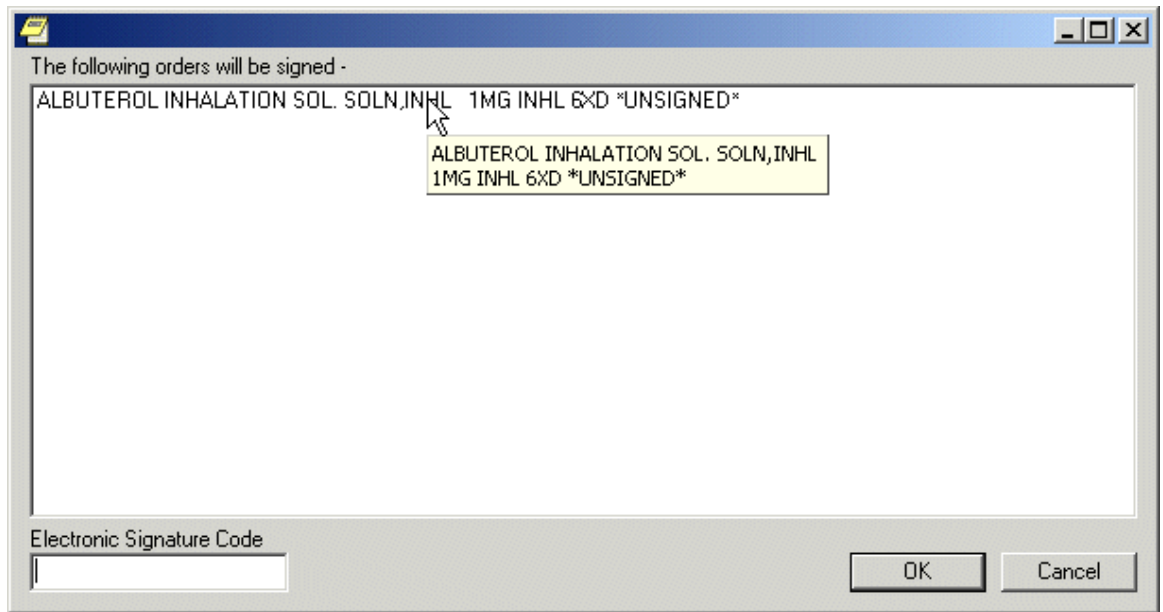 The following orders will be signed -
ALBUTEROL INHALATION SOL. SOLN,INHL   1MG INHL 6XD *UNSIGNED*
ALBUTEROL INHALATION SOL. SOLN,INHL
1MG INHL 6XD *UNSIGNED*
Electronic Signature Code
OK Cancel